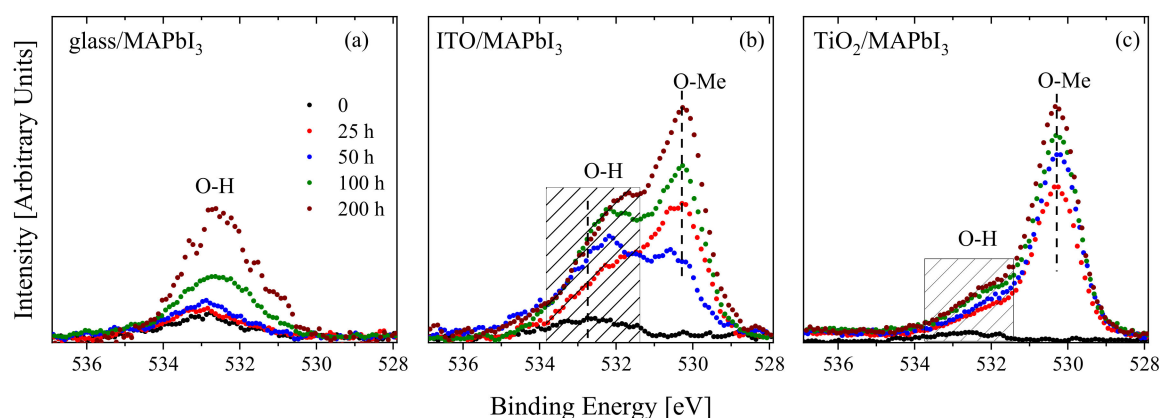 glass/MAPbI₃ (a)
0
25 h
50 h
100 h
200 h
O-H
ITO/MAPbI₃ (b)
O-Me
O-H
TiO₂/MAPbI₃ (c)
O-Me
O-H
Intensity [Arbitrary Units]
536 534 532 530 528
536 534 532 530 528
536 534 532 530 528
Binding Energy [eV]